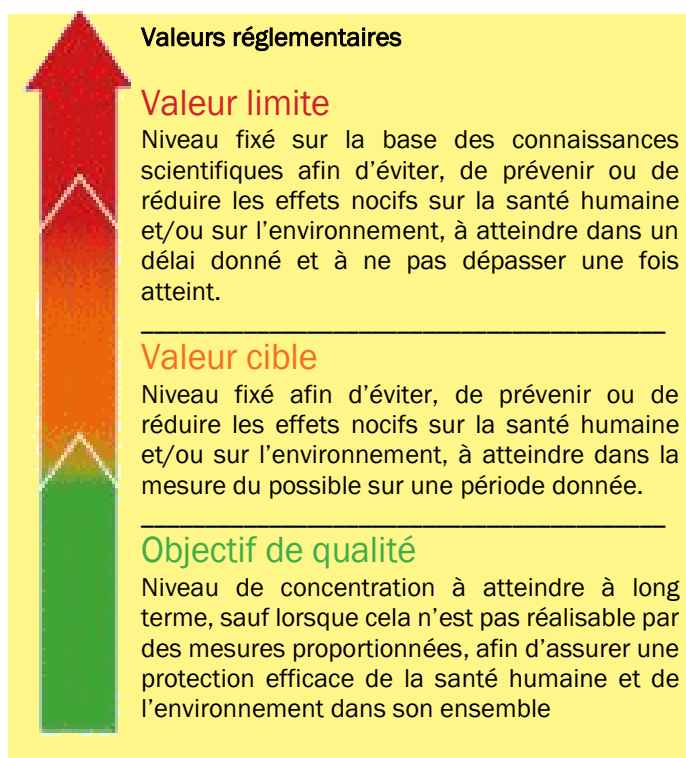 Valeurs réglementaires
Valeur limite
Niveau fixé sur la base des connaissances
scientifiques afin d’éviter, de prévenir ou de
réduire les effets nocifs sur la santé humaine
et/ou sur l’environnement, à atteindre dans un
délai donné et à ne pas dépasser une fois
atteint.
Valeur cible
Niveau fixé afin d’éviter, de prévenir ou de
réduire les effets nocifs sur la santé humaine
et/ou sur l’environnement, à atteindre dans la
mesure du possible sur une période donnée.
Objectif de qualité
Niveau de concentration à atteindre à long
terme, sauf lorsque cela n’est pas réalisable par
des mesures proportionnées, afin d’assurer une
protection efficace de la santé humaine et de
l’environnement dans son ensemble